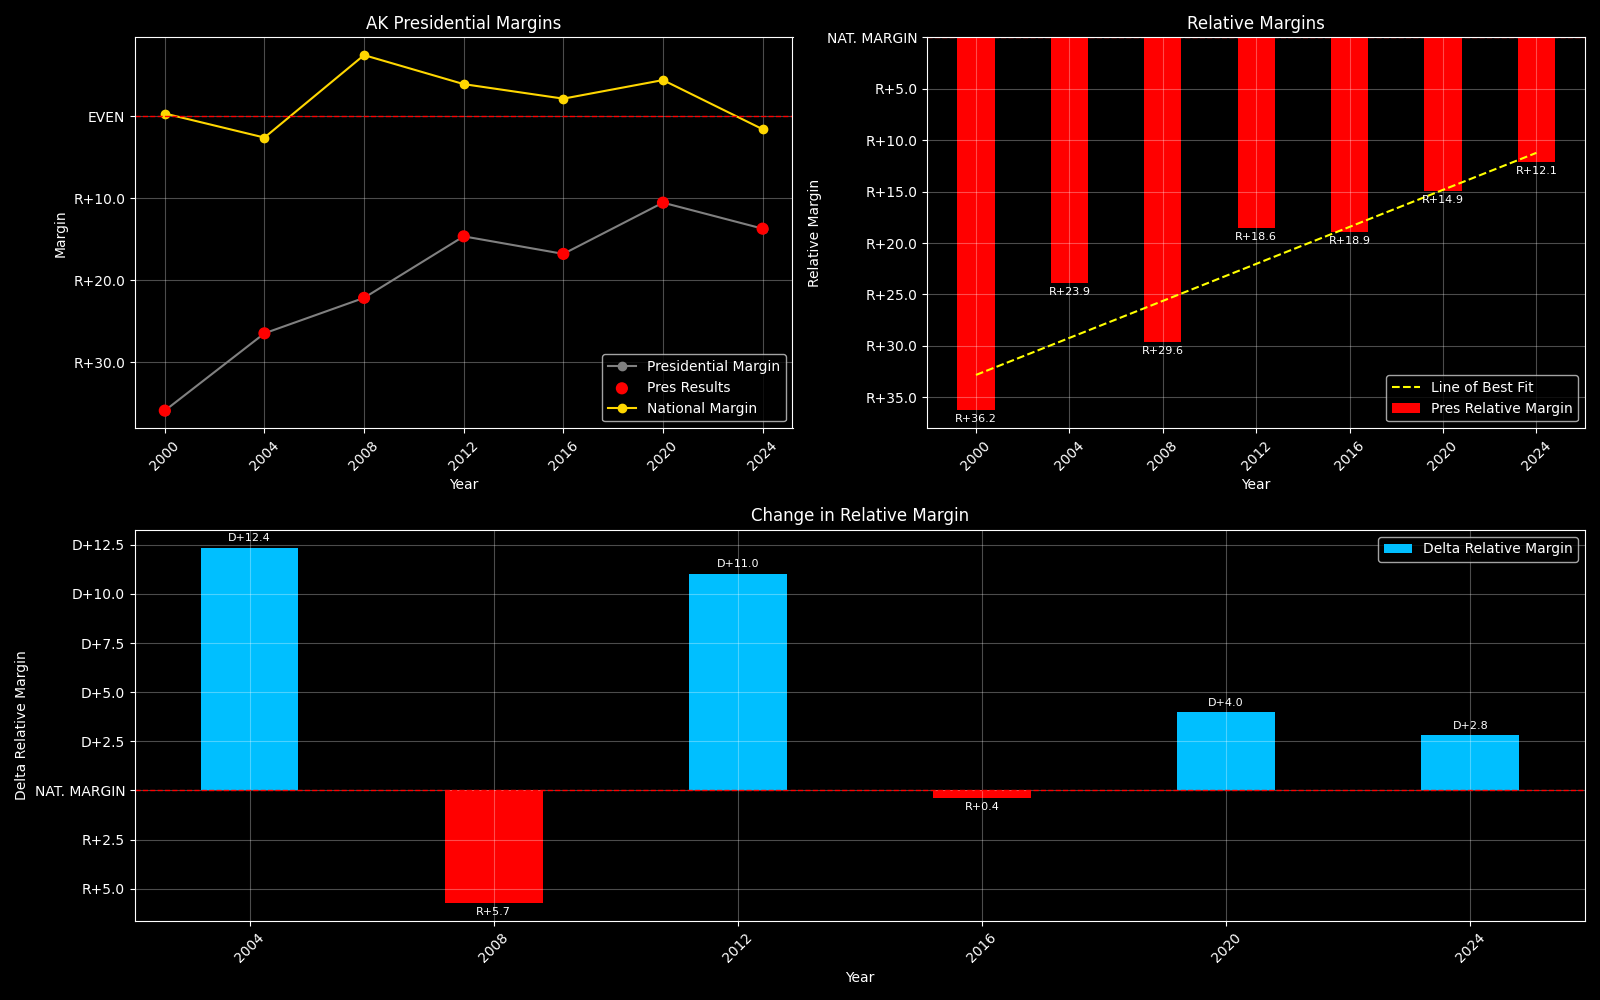 AK Presidential Margins
Margin
EVEN
R+10.0
R+20.0
R+30.0
Presidential Margin
Pres Results
National Margin
2000
2004
2008
2012
2016
2020
2024
Year
Relative Margins
Relative Margin
NAT. MARGIN
R+5.0
R+10.0
R+15.0
R+20.0
R+25.0
R+30.0
R+35.0
R+36.2
R+23.9
R+29.6
R+18.6
R+18.9
R+14.9
R+12.1
Line of Best Fit
Pres Relative Margin
2000
2004
2008
2012
2016
2020
2024
Year
Change in Relative Margin
Delta Relative Margin
D+12.5
D+10.0
D+7.5
D+5.0
D+2.5
NAT. MARGIN
R+2.5
R+5.0
D+12.4
R+5.7
D+11.0
R+0.4
D+4.0
D+2.8
Delta Relative Margin
2004
2008
2012
2016
2020
2024
Year